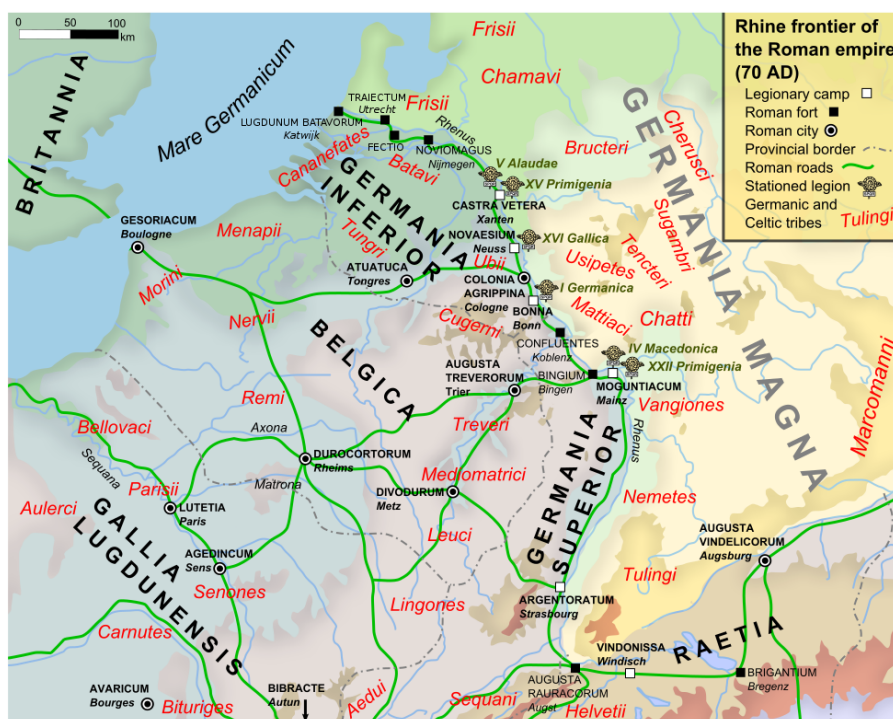 0 50 100
km
Rhine frontier of
the Roman empire
(70 AD)
Legionary camp
Roman fort
Roman city
Provincial border
Roman roads
Stationed legion
Germanic and
Celtic tribes
BRITANNIA
Mare Germanicum
Frisii
Chamavi
TRAIECTUM
Utrecht
Frisii
LUGDUNUM BATAVORUM
Katwijk
FECTIO
Rhenus
NOVIOMAGUS
Nijmegen
Cananefates
Batavi
Bructeri
Cherusci
GERMANIA MAGNA
V Alaudae
XV Primigenia
CASTRA VETERA
Xanten
GERMANIA
INFERIOR
Sugambri
Tulingi
GESORIACUM
Boulogne
Menapii
Tungri
NOVAESIUM
Neuss
XVI Gallica
Tencteri
Usipetes
Morini
ATUATUCA
Tongres
Ubii
COLONIA
AGRIPPINA
Cologne
I Germanica
BONNA
Bonn
Mattiaci
Chatti
Nervii
Cugerni
CONFLUENTES
Koblenz
BELGICA
IV Macedonica
XXII Primigenia
AUGUSTA
TREVERORUM
Trier
BINGIUM
Bingen
MOGUNTIACUM
Mainz
Vangiones
Marcomanni
Remi
Bellovaci
Axona
Treveri
Rhenus
Sequana
DUROCORTORUM
Rheims
Matrona
Mediomatrici
GERMANIA
SUPERIOR
Aulerci
Parisii
LUTETIA
Paris
DIVODURUM
Metz
Nemetes
GALLIA
LUGDUNENSIS
Leuci
AUGUSTA
VINDELICORUM
Augsburg
AGEDINCUM
Sens
Senones
Lingones
ARGENTORATUM
Strasbourg
Tulingi
Carnutes
VINDONISSA
Windisch
RAETIA
AVARICUM
Bourges
Bituriges
BIBRACTE
Autun
Aedui
Sequani
AUGUSTA
RAURACORUM
Augst
Helvetii
BRIGANTIUM
Bregenz